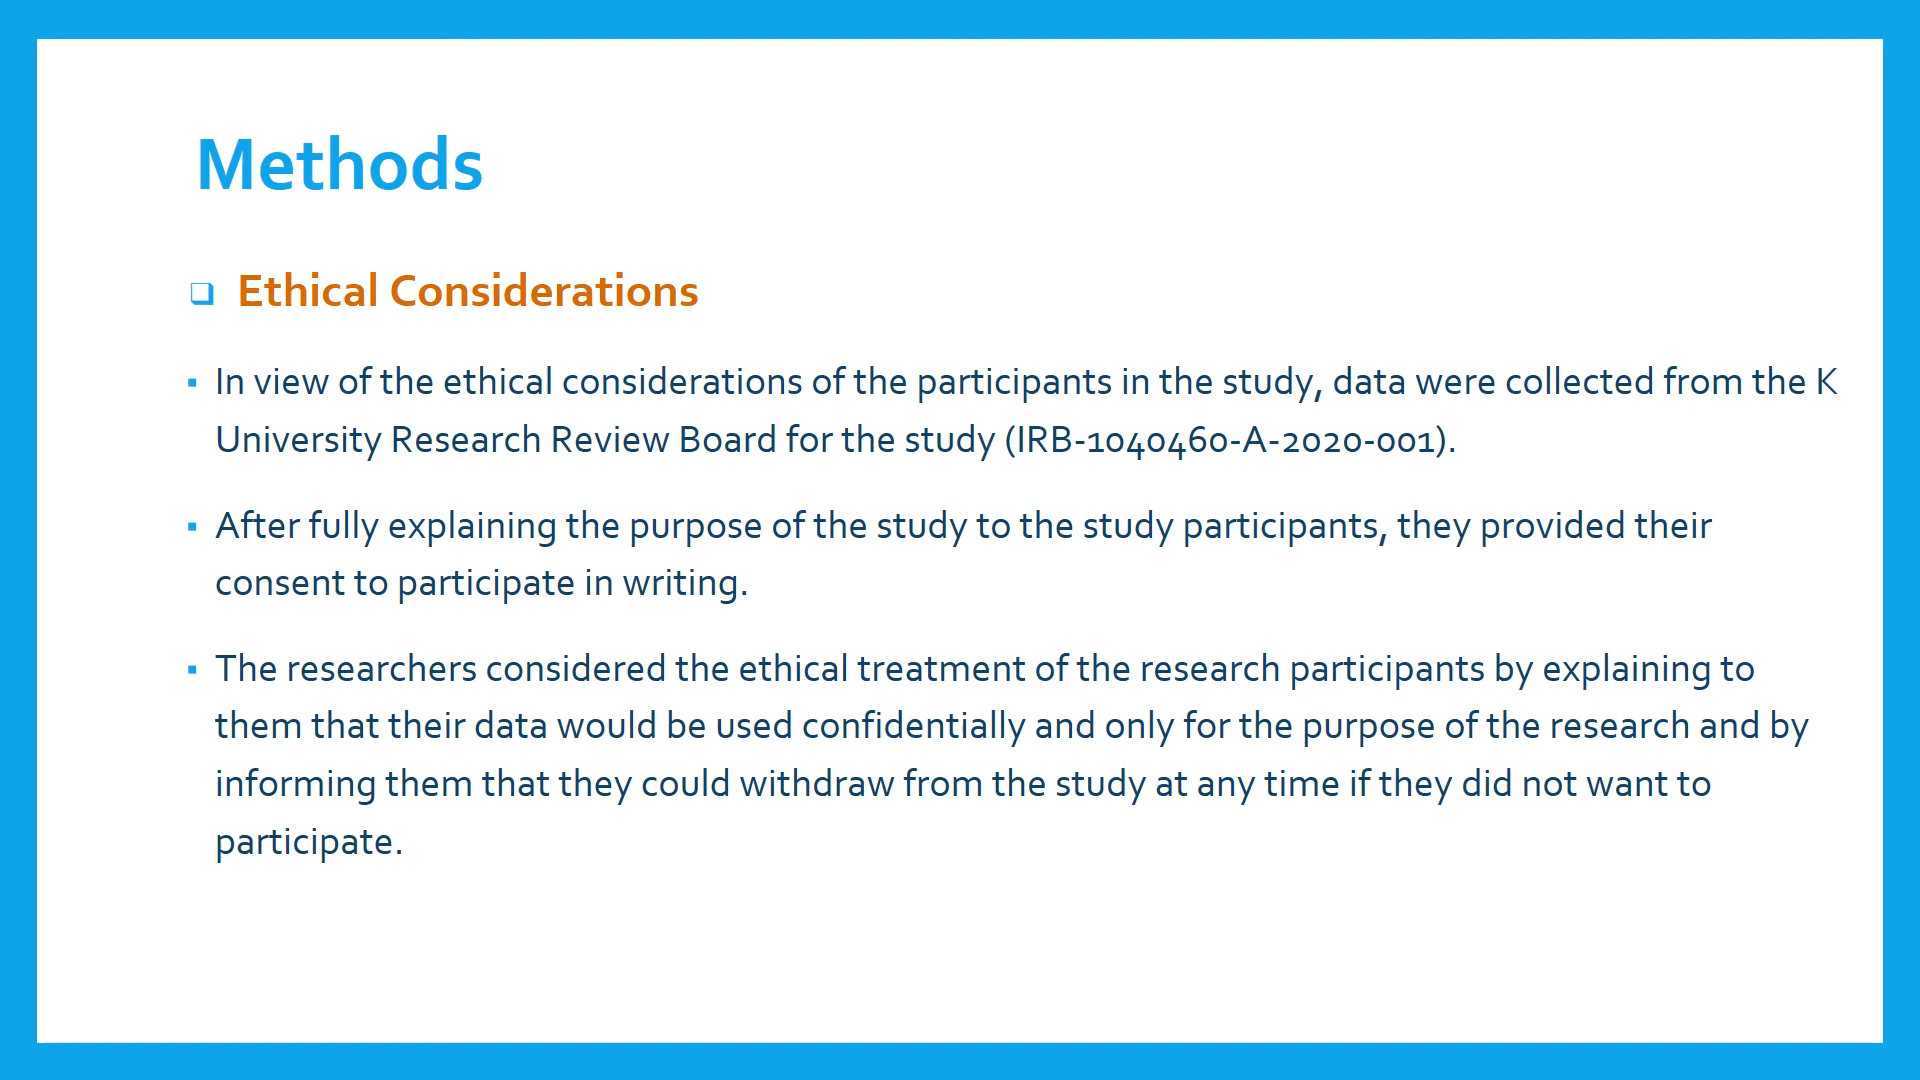 Methods
Ethical Considerations
In view of the ethical considerations of the participants in the study, data were collected from the K
University Research Review Board for the study (IRB-1040460-A-2020-001).
After fully explaining the purpose of the study to the study participants, they provided their
consent to participate in writing.
The researchers considered the ethical treatment of the research participants by explaining to
them that their data would be used confidentially and only for the purpose of the research and by
informing them that they could withdraw from the study at any time if they did not want to
participate.